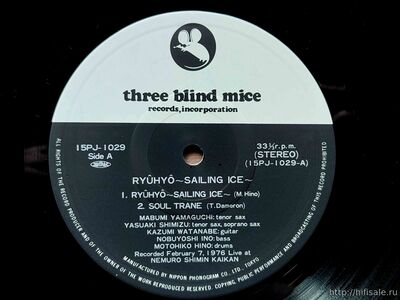 three blind mice
records, incorporation
15PJ-1029
Side A
33⅓r.p.m.
(STEREO)
(15PJ-1029-A)
RYŪHYŌ~SAILING ICE~
1. RYŪHYŌ~SAILING ICE~ (M.Hino)
2. SOUL TRANE (T.Dameron)
MABUMI YAMAGUCHI: tenor sax
YASUAKI SHIMIZU: tenor sax, soprano sax
KAZUMI WATANABE: guitar
NOBUYOSHI INO: bass
MOTOHIKO HINO: drums
Recorded February 7, 1976 Live at
NEMURO SHIMIN KAIKAN
ALL RIGHTS OF THE RECORD MANUFACTURER AND OF THE OWNER OF THE WORK REPRODUCED RESERVED. COPYING, PUBLIC PERFORMANCE AND BROADCASTING OF THIS RECORD PROHIBITED
MANUFACTURED BY NIPPON PHONOGRAM CO., LTD., TOKYO.
http://hifisale.ru